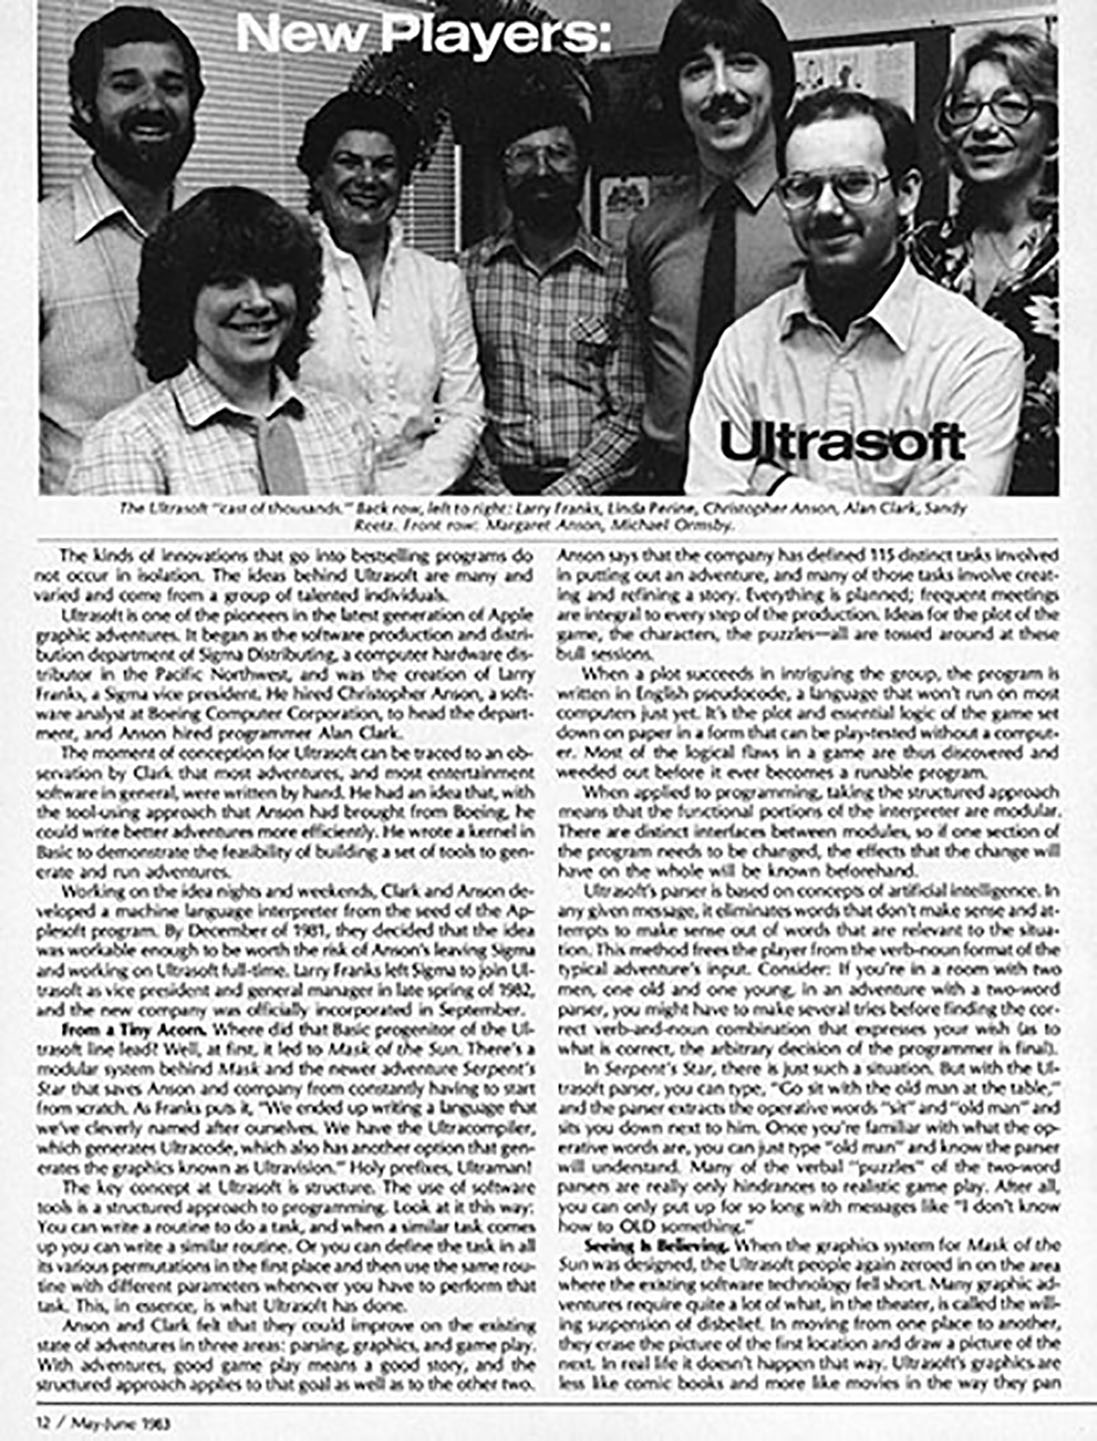 New Players:
Ultrasoft
The Ultrasoft "cast of thousands." Back row, left to right: Larry Franks, Linda Perine, Christopher Anson, Alan Clark, Sandy
Reetz. Front row: Margaret Anson, Michael Ormsby.
The kinds of innovations that go into bestselling programs do
not occur in isolation. The ideas behind Ultrasoft are many and
varied and come from a group of talented individuals.
Ultrasoft is one of the pioneers in the latest generation of Apple
graphic adventures. It began as the software production and distri-
bution department of Sigma Distributing, a computer hardware dis-
tributor in the Pacific Northwest, and was the creation of Larry
Franks, a Sigma vice president. He hired Christopher Anson, a soft-
ware analyst at Boeing Computer Corporation, to head the depart-
ment, and Anson hired programmer Alan Clark.
The moment of conception for Ultrasoft can be traced to an ob-
servation by Clark that most adventures, and most entertainment
software in general, were written by hand. He had an idea that, with
the tool-using approach that Anson had brought from Boeing, he
could write better adventures more efficiently. He wrote a kernel in
Basic to demonstrate the feasibility of building a set of tools to gen-
erate and run adventures.
Working on the idea nights and weekends, Clark and Anson de-
veloped a machine language interpreter from the seed of the Ap-
plesoft program. By December of 1981, they decided that the idea
was workable enough to be worth the risk of Anson's leaving Sigma
and working on Ultrasoft full-time. Larry Franks left Sigma to join Ul-
trasoft as vice president and general manager in late spring of 1982,
and the new company was officially incorporated in September.
From a Tiny Acorn. Where did that Basic progenitor of the Ul-
trasoft line lead? Well, at first, it led to Mask of the Sun. There's a
modular system behind Mask and the newer adventure Serpent's
Star that saves Anson and company from constantly having to start
from scratch. As Franks puts it, "We ended up writing a language that
we've cleverly named after ourselves. We have the Ultracompiler,
which generates Ultracode, which also has another option that gen-
erates the graphics known as Ultravision." Holy prefixes, Ultraman!
The key concept at Ultrasoft is structure. The use of software
tools is a structured approach to programming. Look at it this way:
You can write a routine to do a task, and when a similar task comes
up you can write a similar routine. Or you can define the task in all
its various permutations in the first place and then use the same rou-
tine with different parameters whenever you have to perform that
task. This, in essence, is what Ultrasoft has done.
Anson and Clark felt that they could improve on the existing
state of adventures in three areas: parsing, graphics, and game play.
With adventures, good game play means a good story, and the
structured approach applies to that goal as well as to the other two.
Anson says that the company has defined 115 distinct tasks involved
in putting out an adventure, and many of those tasks involve creat-
ing and refining a story. Everything is planned; frequent meetings
are integral to every step of the production. Ideas for the plot of the
game, the characters, the puzzles—all are tossed around at these
bull sessions.
When a plot succeeds in intriguing the group, the program is
written in English pseudocode, a language that won't run on most
computers just yet. It's the plot and essential logic of the game set
down on paper in a form that can be play-tested without a comput-
er. Most of the logical flaws in a game are thus discovered and
weeded out before it ever becomes a runable program.
When applied to programming, taking the structured approach
means that the functional portions of the interpreter are modular.
There are distinct interfaces between modules, so if one section of
the program needs to be changed, the effects that the change will
have on the whole will be known beforehand.
Ultrasoft's parser is based on concepts of artificial intelligence. In
any given message, it eliminates words that don't make sense and at-
tempts to make sense out of words that are relevant to the situa-
tion. This method frees the player from the verb-noun format of the
typical adventure's input. Consider: If you're in a room with two
men, one old and one young, in an adventure with a two-word
parser, you might have to make several tries before finding the cor-
rect verb-and-noun combination that expresses your wish (as to
what is correct, the arbitrary decision of the programmer is final).
In Serpent's Star, there is just such a situation. But with the Ul-
trasoft parser, you can type, "Go sit with the old man at the table,"
and the parser extracts the operative words "sit" and "old man" and
sits you down next to him. Once you're familiar with what the op-
erative words are, you can just type "old man" and know the parser
will understand. Many of the verbal "puzzles" of the two-word
parsers are really only hindrances to realistic game play. After all,
you can only put up for so long with messages like "I don't know
how to OLD something."
Seeing Is Believing. When the graphics system for Mask of the
Sun was designed, the Ultrasoft people again zeroed in on the area
where the existing software technology fell short. Many graphic ad-
ventures require quite a lot of what, in the theater, is called the will-
ing suspension of disbelief. In moving from one place to another,
they erase the picture of the first location and draw a picture of the
next. In real life it doesn't happen that way. Ultrasoft's graphics are
less like comic books and more like movies in the way they pan
12 / May-June 1983